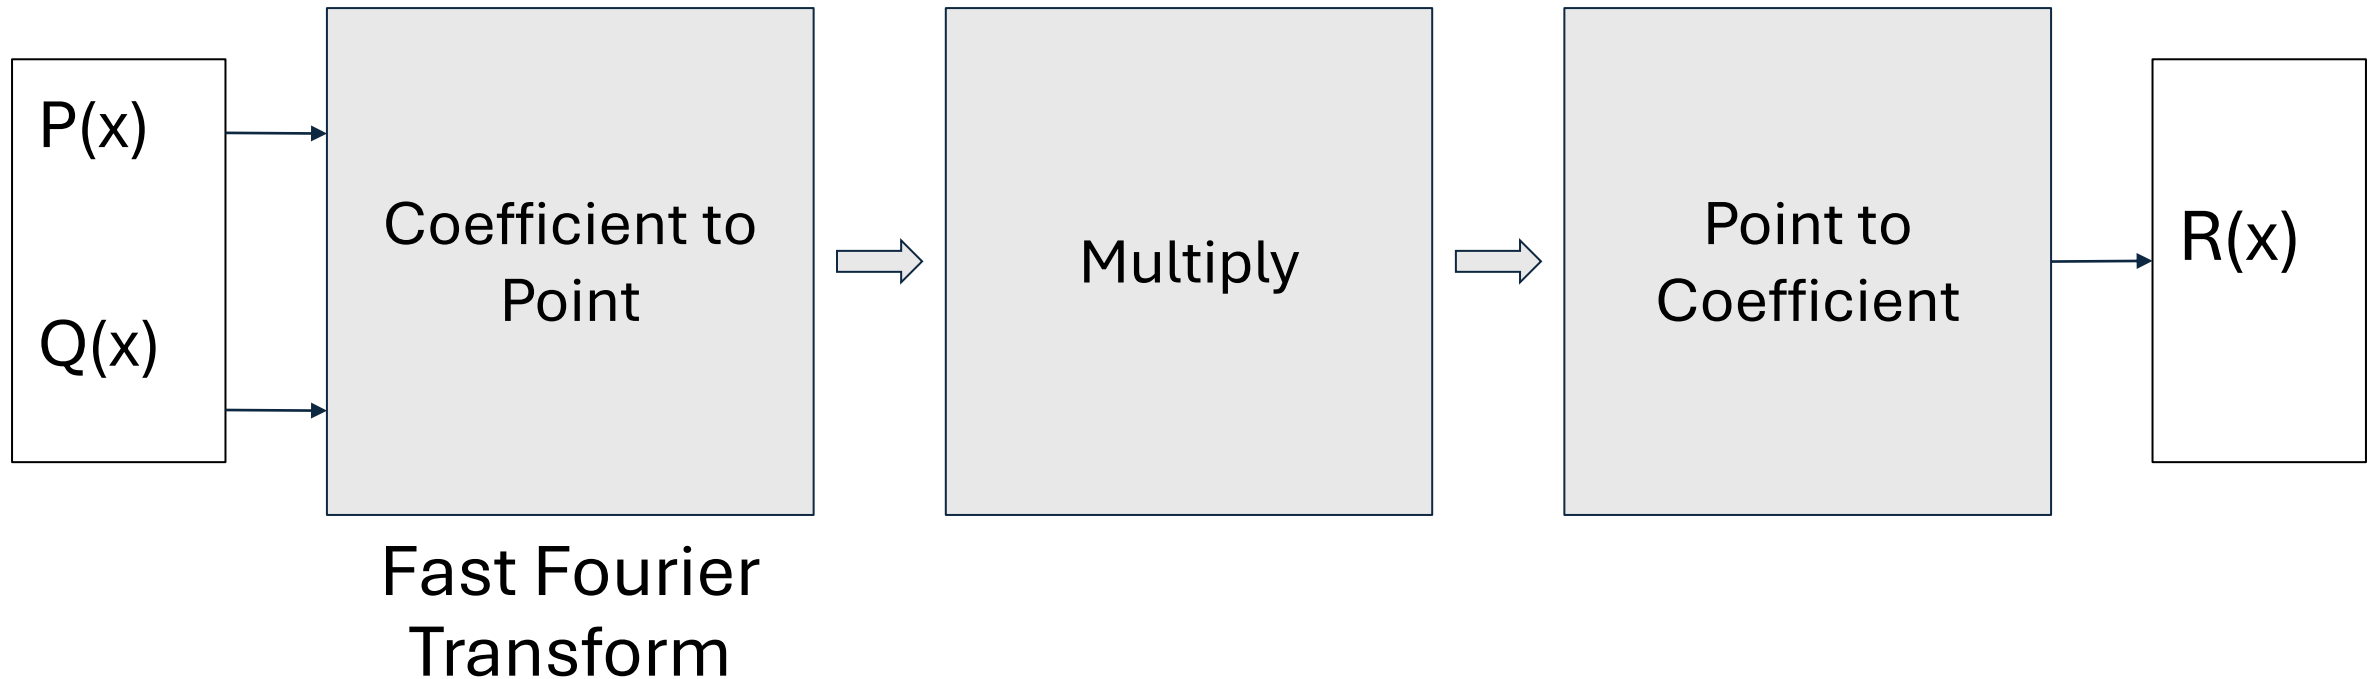 P(x)
Q(x)
Coefficient to
Point
Multiply
Point to
Coefficient
R(x)
Fast Fourier
Transform